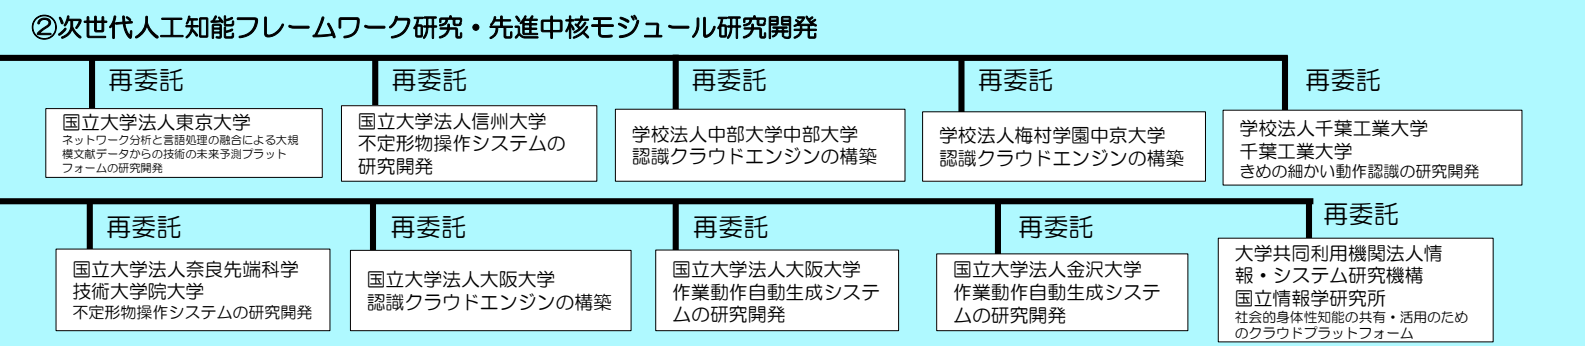 ②次世代人工知能フレームワーク研究・先進中核モジュール研究開発
再委託
再委託
再委託
再委託
再委託
国立大学法人東京大学
ネットワーク分析と言語処理の融合による大規
模文献データからの技術の未来予測プラット
フォームの研究開発
国立大学法人信州大学
不定形物操作システムの
研究開発
学校法人中部大学中部大学
認識クラウドエンジンの構築
学校法人梅村学園中京大学
認識クラウドエンジンの構築
学校法人千葉工業大学
千葉工業大学
きめの細かい動作認識の研究開発
再委託
再委託
再委託
再委託
再委託
国立大学法人奈良先端科学
技術大学院大学
不定形物操作システムの研究開発
国立大学法人大阪大学
認識クラウドエンジンの構築
国立大学法人大阪大学
作業動作自動生成システ
ムの研究開発
国立大学法人金沢大学
作業動作自動生成システ
ムの研究開発
大学共同利用機関法人情
報・システム研究機構
国立情報学研究所
社会的身体性知能の共有・活用のため
のクラウドプラットフォーム